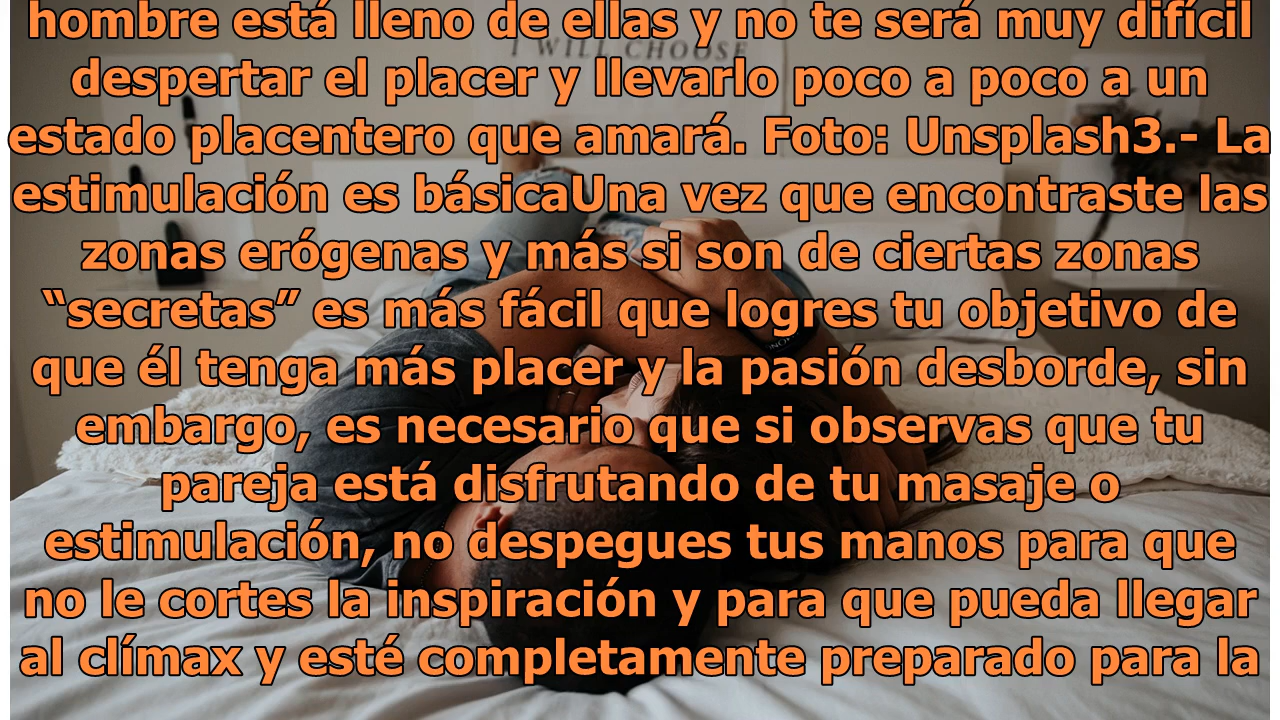 hombre está lleno de ellas y no te será muy difícil
I WILL CHOOSE
despertar el placer y llevarlo poco a poco a un
estado placentero que amará. Foto: Unsplash3.- La
estimulación es básicaUna vez que encontraste las
zonas erógenas y más si son de ciertas zonas
“secretas” es más fácil que logres tu objetivo de
que él tenga más placer y la pasión desborde, sin
embargo, es necesario que si observas que tu
pareja está disfrutando de tu masaje o
estimulación, no despegues tus manos para que
no le cortes la inspiración y para que pueda llegar
al clímax y esté completamente preparado para la